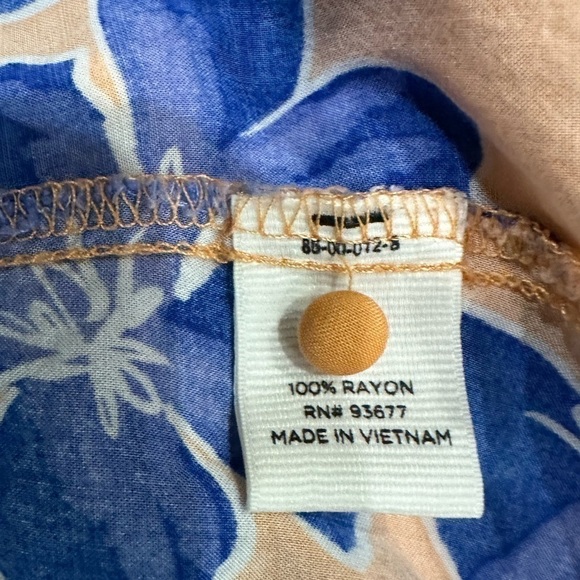 100% RAYON
RN# 93677
MADE IN VIETNAM